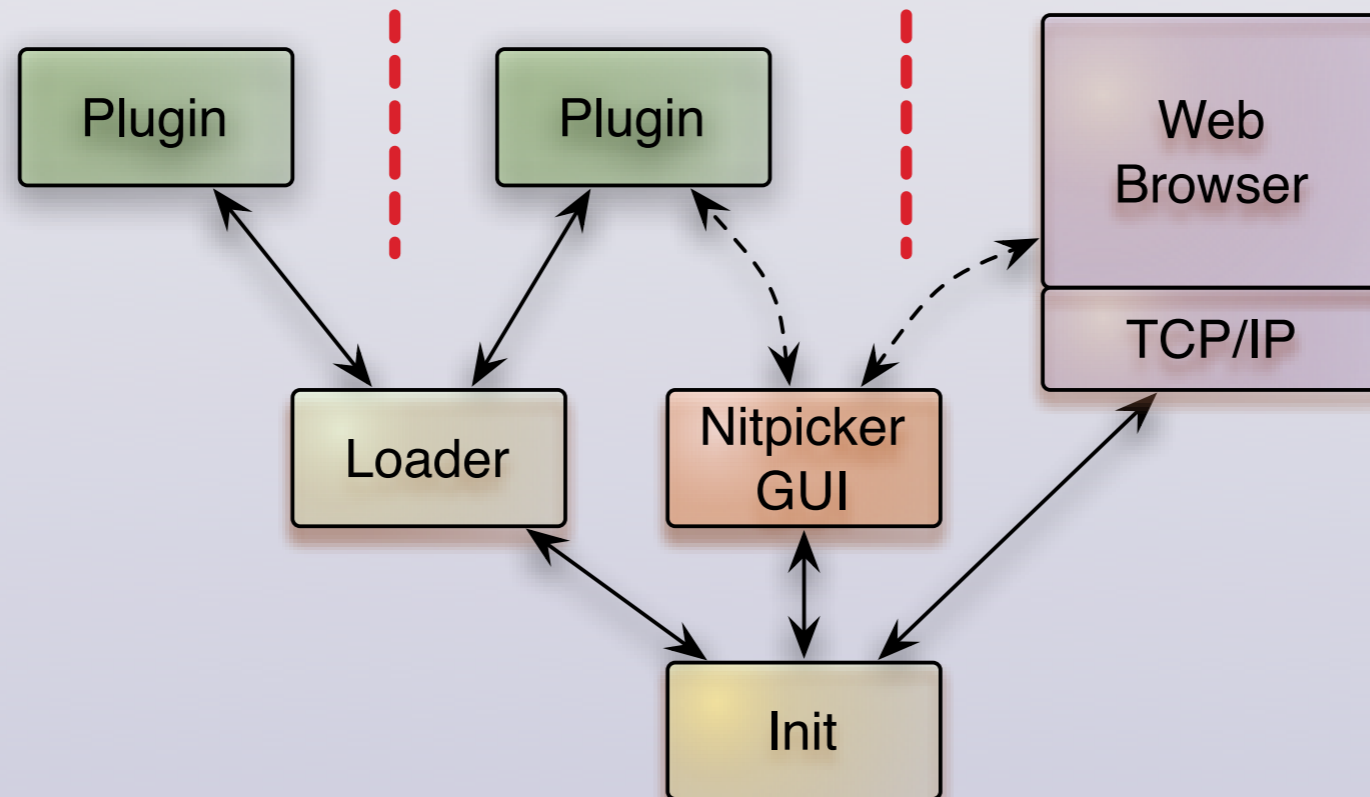 Plugin
Plugin
Web
Browser
TCP/IP
Loader
Nitpicker
GUI
Init